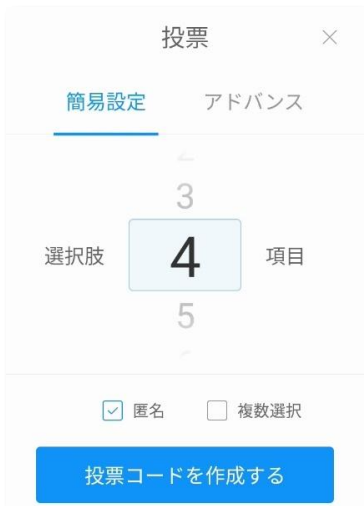 投票
簡易設定 アドバンス
3
選択肢 4 項目
5
匿名 複数選択
投票コードを作成する